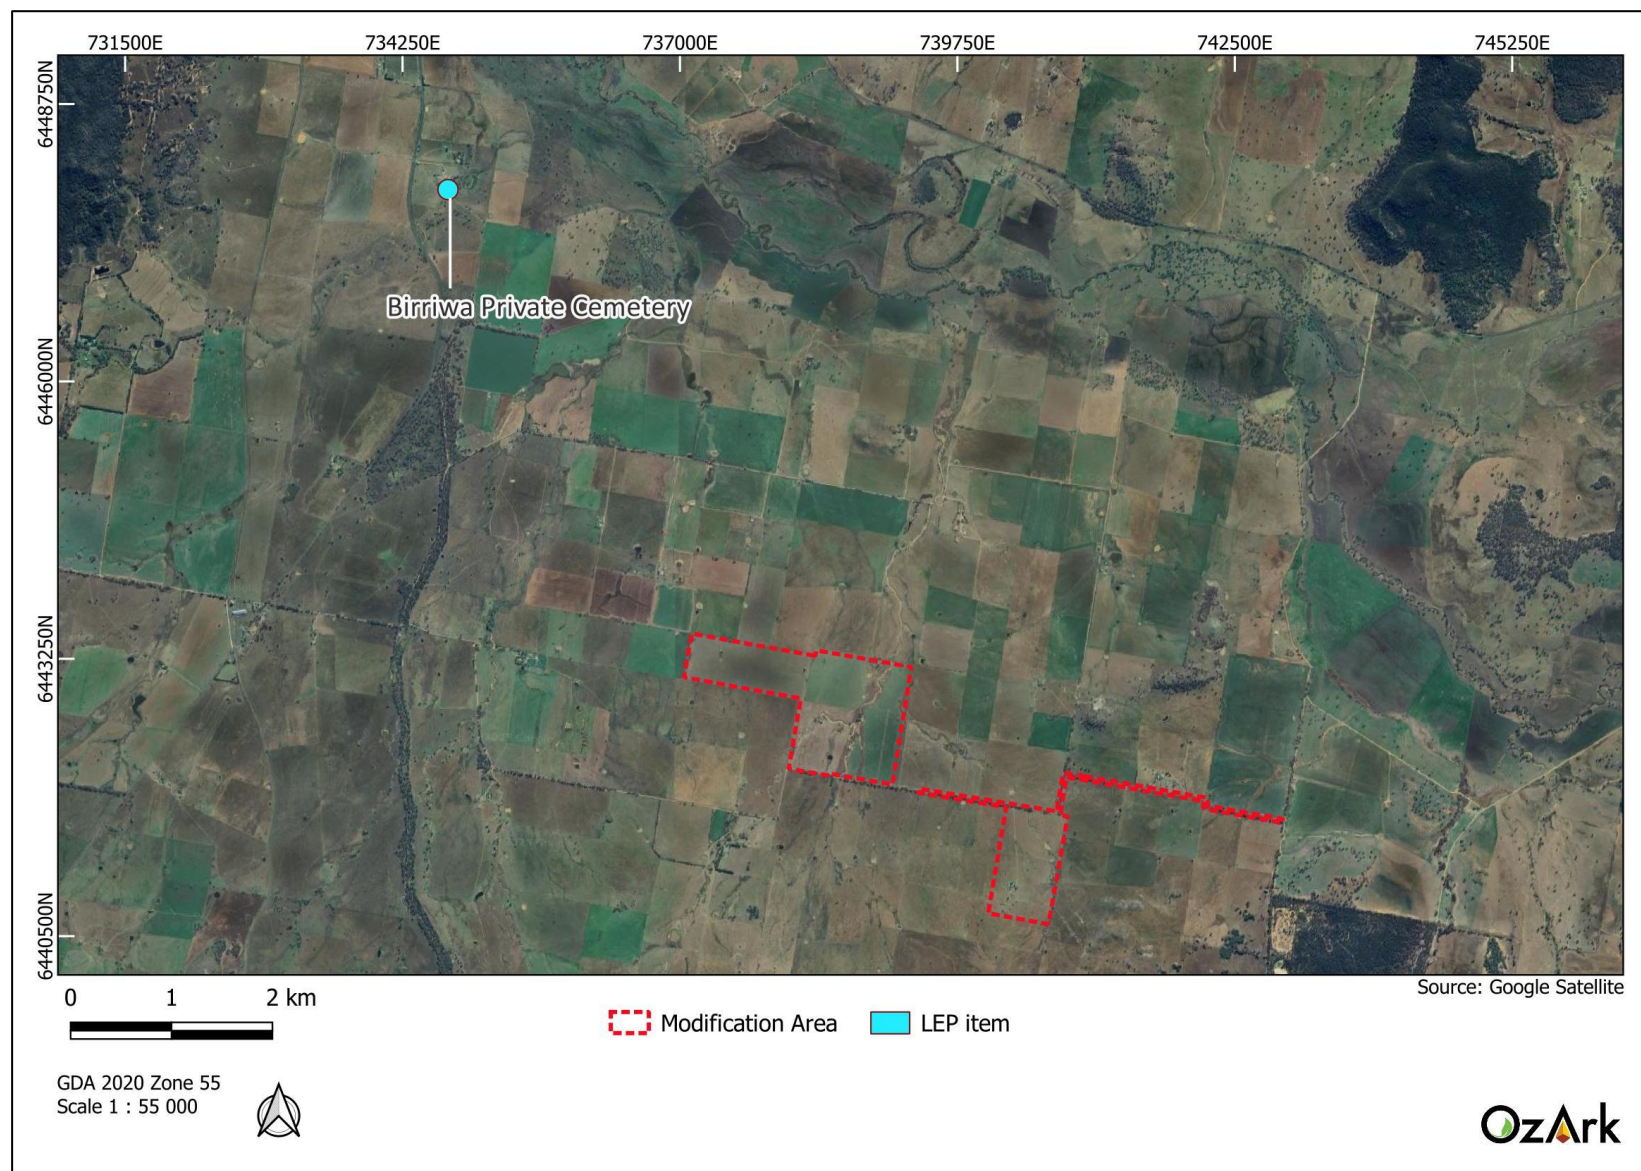 731500E 734250E 737000E 739750E 742500E 745250E
6448750N
6446000N
6443250N
6440500N
Birriwa Private Cemetery
Source: Google Satellite
0 1 2 km
Modification Area LEP item
GDA 2020 Zone 55
Scale 1 : 55 000
OzArk